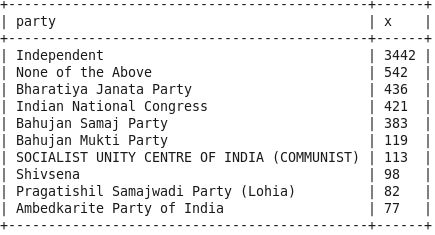 +---------------------------------------------+------+
| party | x |
+---------------------------------------------+------+
| Independent | 3442 |
| None of the Above | 542 |
| Bharatiya Janata Party | 436 |
| Indian National Congress | 421 |
| Bahujan Samaj Party | 383 |
| Bahujan Mukti Party | 119 |
| SOCIALIST UNITY CENTRE OF INDIA (COMMUNIST) | 113 |
| Shivsena | 98 |
| Pragatishil Samajwadi Party (Lohia) | 82 |
| Ambedkarite Party of India | 77 |
+---------------------------------------------+------+